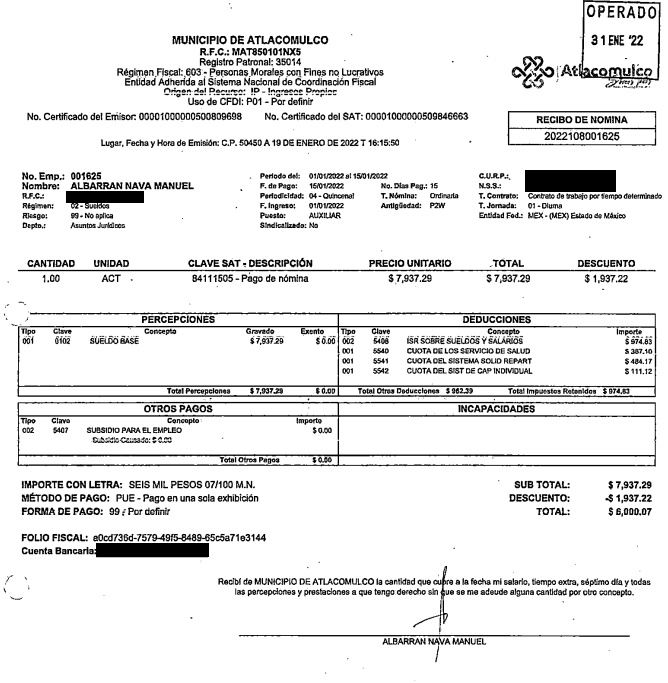 OPERADO
31 ENE '22
Atlacomulco
MUNICIPIO DE ATLACOMULCO
R.F.C.: MAT850101NX5
Registro Patronal: 35014
Régimen Fiscal: 603 - Personas Morales con Fines no Lucrativos
Entidad Adherida al Sistema Nacional de Coordinación Fiscal
Origen del Recurso: IP - Ingresos Propios
Uso de CFDI: P01 - Por definir
No. Certificado del Emisor: 00001000000500809698 No. Certificado del SAT: 00001000000509846663
RECIBO DE NOMINA
2022108001625
Lugar, Fecha y Hora de Emisión: C.P. 50450 A 19 DE ENERO DE 2022 T 16:15:50
No. Emp.: 001625 Periodo del: 01/01/2022 al 15/01/2022 C.U.R.P.:
Nombre: ALBARRAN NAVA MANUEL F. de Pago: 15/01/2022 No. Dias Pag.: 15 N.S.S.:
R.F.C.: Periodicidad: 04 - Quincenal T. Nómina: Ordinaria T. Contrato: Contrato de trabajo por tiempo determinado
Régimen: 02 - Sueldos F. Ingreso: 01/01/2022 Antigüedad: P2W T. Jornada: 01 - Diurna
Riesgo: 99 - No aplica Puesto: AUXILIAR Entidad Fed.: MEX - (MEX) Estado de México
Depto.: Asuntos Jurídicos Sindicalizado: No
CANTIDAD UNIDAD CLAVE SAT - DESCRIPCIÓN PRECIO UNITARIO TOTAL DESCUENTO
1.00 ACT 84111505 - Pago de nómina $ 7,937.29 $ 7,937.29 $ 1,937.22
PERCEPCIONES DEDUCCIONES
Tipo Clave Concepto Gravado Exento Tipo Clave Concepto Importe
001 0102 SUELDO BASE $ 7,937.29 $ 0.00 002 5408 ISR SOBRE SUELDOS Y SALARIOS $ 974.83
001 5540 CUOTA DE LOS SERVICIO DE SALUD $ 367.10
001 5541 CUOTA DEL SISTEMA SOLID REPART $ 484.17
001 5542 CUOTA DEL SIST DE CAP INDIVIDUAL $ 111.12
Total Percepciones $ 7,937.29 $ 0.00 Total Otras Deducciones $ 962.39 Total Impuestos Retenidos $ 974.83
OTROS PAGOS INCAPACIDADES
Tipo Clave Concepto Importe
002 5407 SUBSIDIO PARA EL EMPLEO $ 0.00
Subsidio Causado: $ 0.00
Total Otros Pagos $ 0.00
IMPORTE CON LETRA: SEIS MIL PESOS 07/100 M.N. SUB TOTAL: $ 7,937.29
MÉTODO DE PAGO: PUE - Pago en una sola exhibición DESCUENTO: -$ 1,937.22
FORMA DE PAGO: 99 - Por definir TOTAL: $ 6,000.07
FOLIO FISCAL: a0cd736d-7579-49f5-8489-65c5a71e3144
Cuenta Bancaria:
Recibí de MUNICIPIO DE ATLACOMULCO la cantidad que cubre a la fecha mi salario, tiempo extra, séptimo día y todas
las percepciones y prestaciones a que tengo derecho sin que se me adeude alguna cantidad por otro concepto.
ALBARRAN NAVA MANUEL